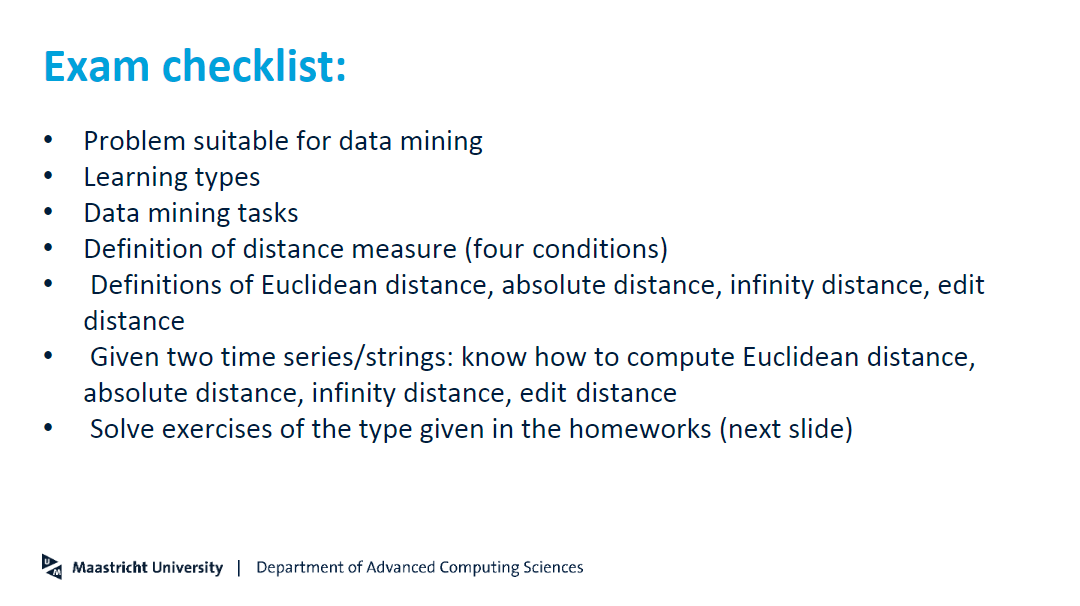 Exam checklist:
• Problem suitable for data mining
• Learning types
• Data mining tasks
• Definition of distance measure (four conditions)
• Definitions of Euclidean distance, absolute distance, infinity distance, edit
distance
• Given two time series/strings: know how to compute Euclidean distance,
absolute distance, infinity distance, edit distance
• Solve exercises of the type given in the homeworks (next slide)
UM Maastricht University | Department of Advanced Computing Sciences